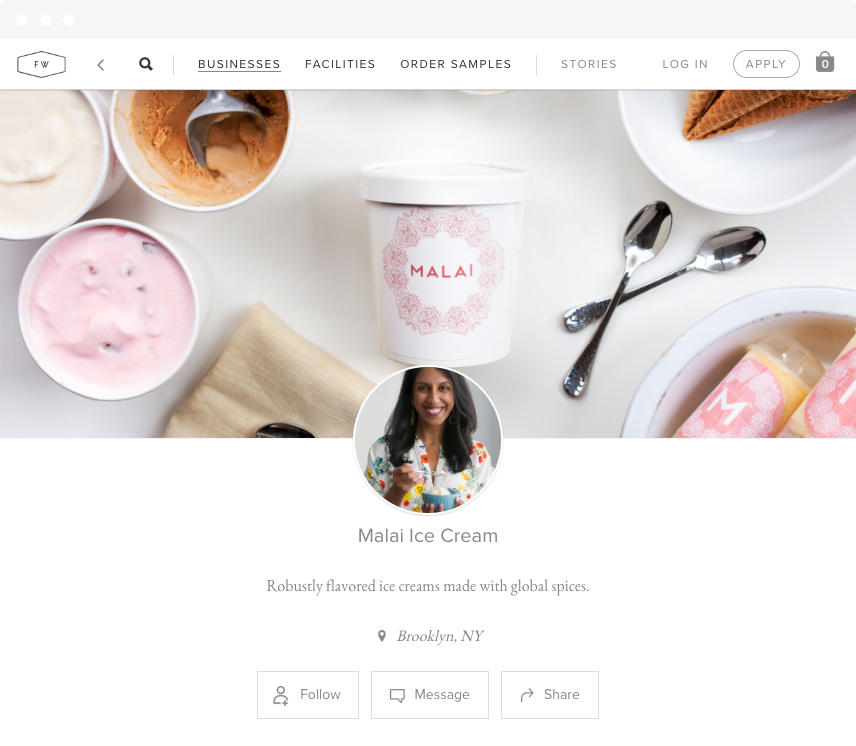 FW
BUSINESSES
FACILITIES
ORDER SAMPLES
STORIES
LOG IN
APPLY
0
MALAI
M
Malai Ice Cream
Robustly flavored ice creams made with global spices.
Brooklyn, NY
Follow
Message
Share